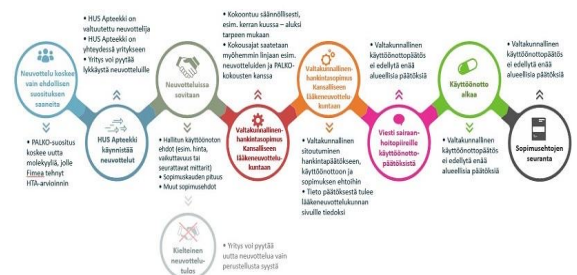 • HUS Apteekki on
valtuutettu neuvottelija
• HUS Apteekki on
yhteydessä yritykseen
• Yritys voi pyytää
lykkäystä neuvotteluille
• Kokoontuu säännöllisesti,
esim. kerran kuussa – aluksi
tarpeen mukaan
• Kokousajat saatetaan
myöhemmin linjaan esim.
neuvotteluiden ja PALKO-
kokousten kanssa
• Valtakunnallinen
käyttöönottopäätös
ei edellytä enää
alueellisia päätöksiä
• Valtakunnallinen
käyttöönottopäätös
ei edellytä enää
alueellisia päätöksiä
Neuvottelu koskee
vain ehdollisen
suosituksen
saaneita
HUS Apteekki
käynnistää
neuvottelut
Neuvotteluissa
sovitaan
Valtakunnallinen-
hankintasopimus
Kansalliseen
lääkeneuvottelu-
kuntaan
Valtakunnallinen-
hankintasopimus
Kansalliseen
lääkeneuvottelu-
kuntaan
Viesti sairaan-
hoitopiireille
käyttöönotto-
päätöksistä
Käyttöönotto
alkaa
Sopimusehtojen
seuranta
• PALKO-suositus
koskee uutta
molekyyliä, jolle
Fimea tehnyt
HTA-arvioinnin
• Hallitun käyttöönoton
ehdot (esim. hinta,
vaikuttavuus tai
seurattavat mittarit)
• Sopimuskauden pituus
• Muut sopimusehdot
• Valtakunnallinen
sitoutuminen
hankintapäätökseen,
käyttöönottoon ja
sopimuksen ehtoihin
• Tieto päätöksestä tulee
lääkeneuvottelukunnan
sivuille tiedoksi
• Valtakunnallinen
käyttöönottopäätös
ei edellytä enää
alueellisia päätöksiä
Kielteinen
neuvottelu-
tulos
• Yritys voi pyytää
uutta neuvottelua vain
perustellusta syystä